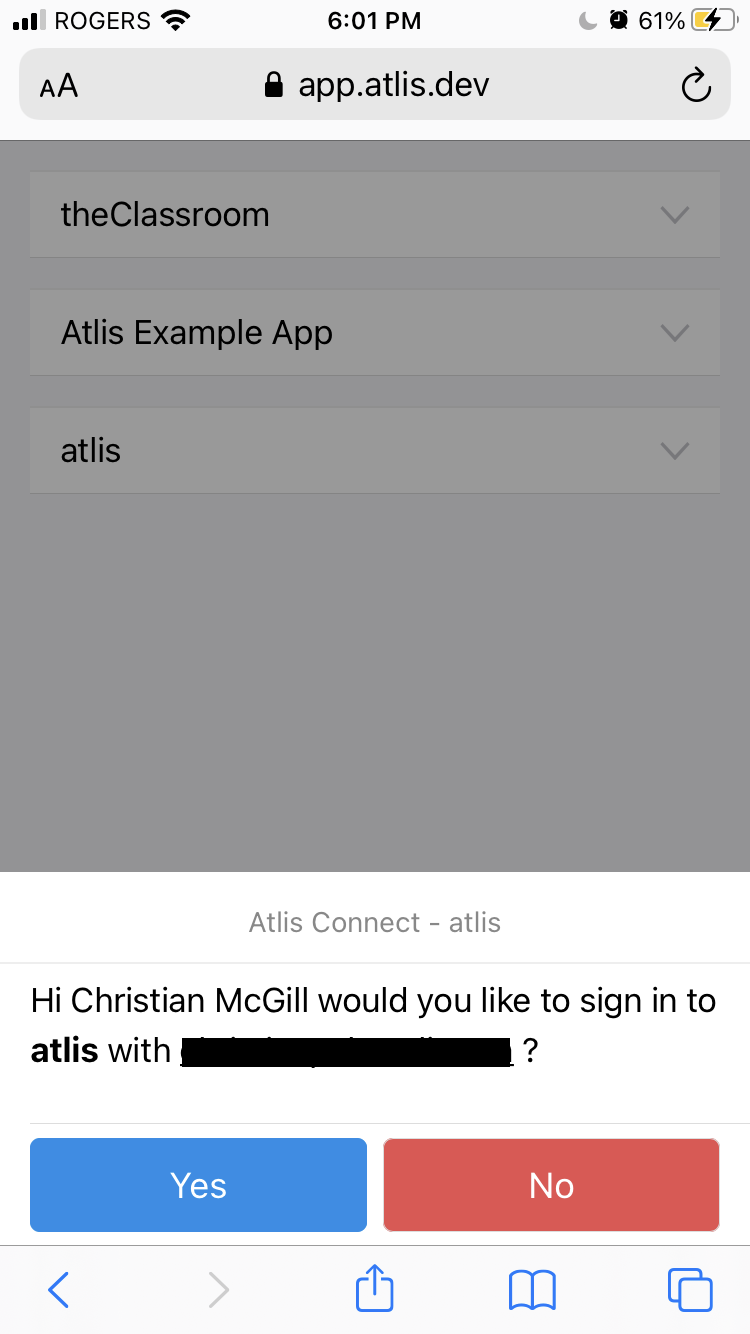 ROGERS 6:01 PM 61%
AA app.atlis.dev
theClassroom
Atlis Example App
atlis
Atlis Connect - atlis
Hi Christian McGill would you like to sign in to
atlis with ?
Yes No